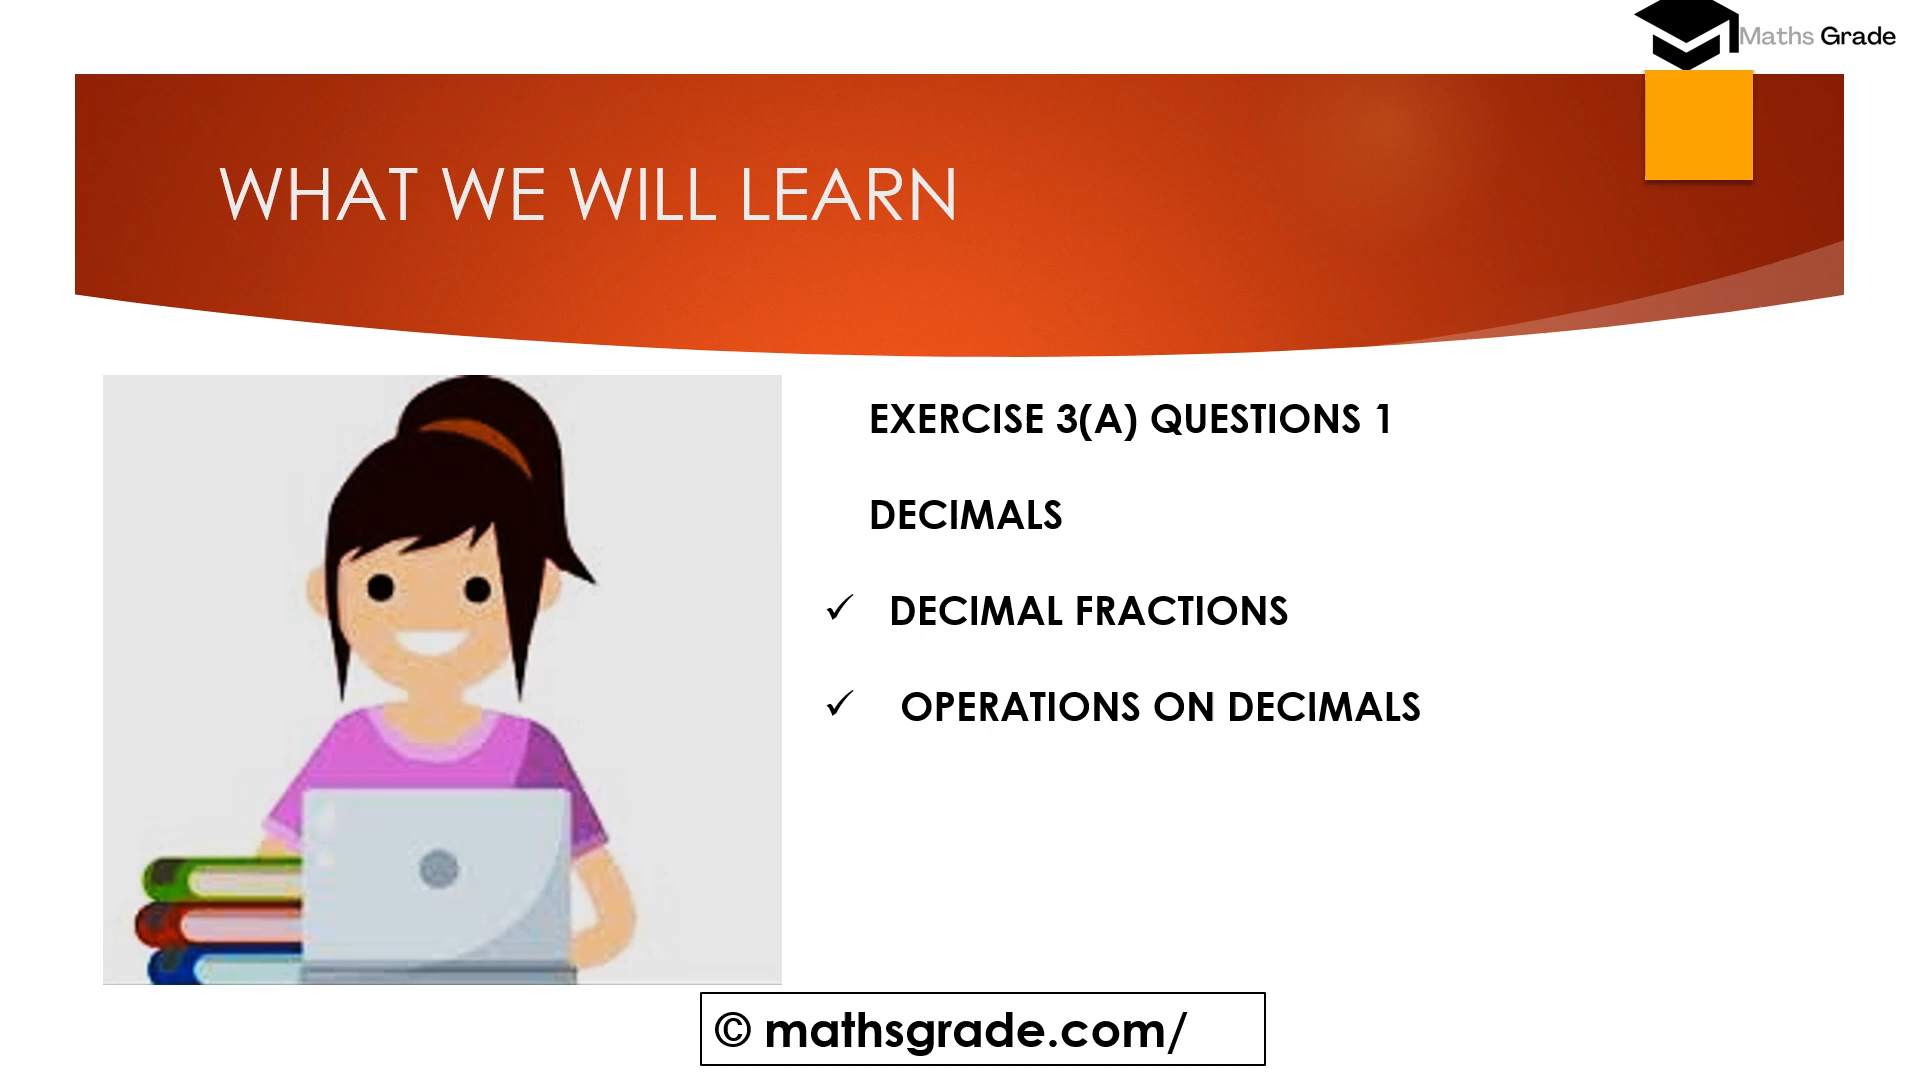 Maths Grade
WHAT WE WILL LEARN
EXERCISE 3(A) QUESTIONS 1
DECIMALS
✓ DECIMAL FRACTIONS
✓ OPERATIONS ON DECIMALS
© mathsgrade.com/